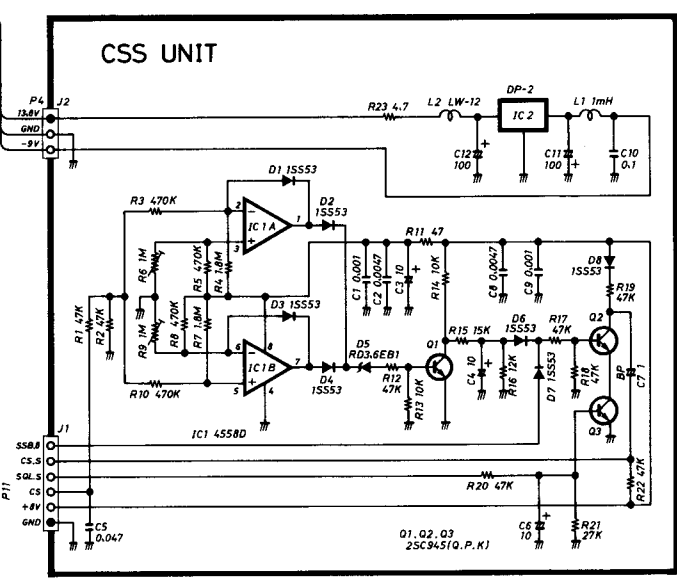 CSS UNIT
P4 J2
13.8V
GND
-9V
R23 4.7
L2 LW-12
DP-2
IC2
L1 1mH
C12 100
C11 100
C10 0.1
D1 1SS53
D2 1SS53
R3 470K
IC1A
2
3
1
R6 1M
R5 470K
R4 1.8M
R11 47
R14 10K
C1 0.001
C2 0.0047
C3 10
C8 0.0047
C9 0.001
D8 1SS53
R19 47K
D3 1SS53
R1 47K
R2 47K
R9 1M
R8 470K
R7 1.8M
IC1B
6
5
8
4
7
D4 1SS53
D5 RD3.6EB1
R10 470K
R12 47K
R13 10K
Q1
R15 15K
D6 1SS53
R17 47K
Q2
C4 10
R16 12K
D7 1SS53
R18 47K
BP
C7 1
Q3
IC1 4558D
J1
P11
SSB.B
CS.S
SQL.S
CS
+8V
GND
R20 47K
R22 47K
C5 0.047
C6 10
R21 27K
Q1.Q2.Q3
2SC945(Q.P.K)